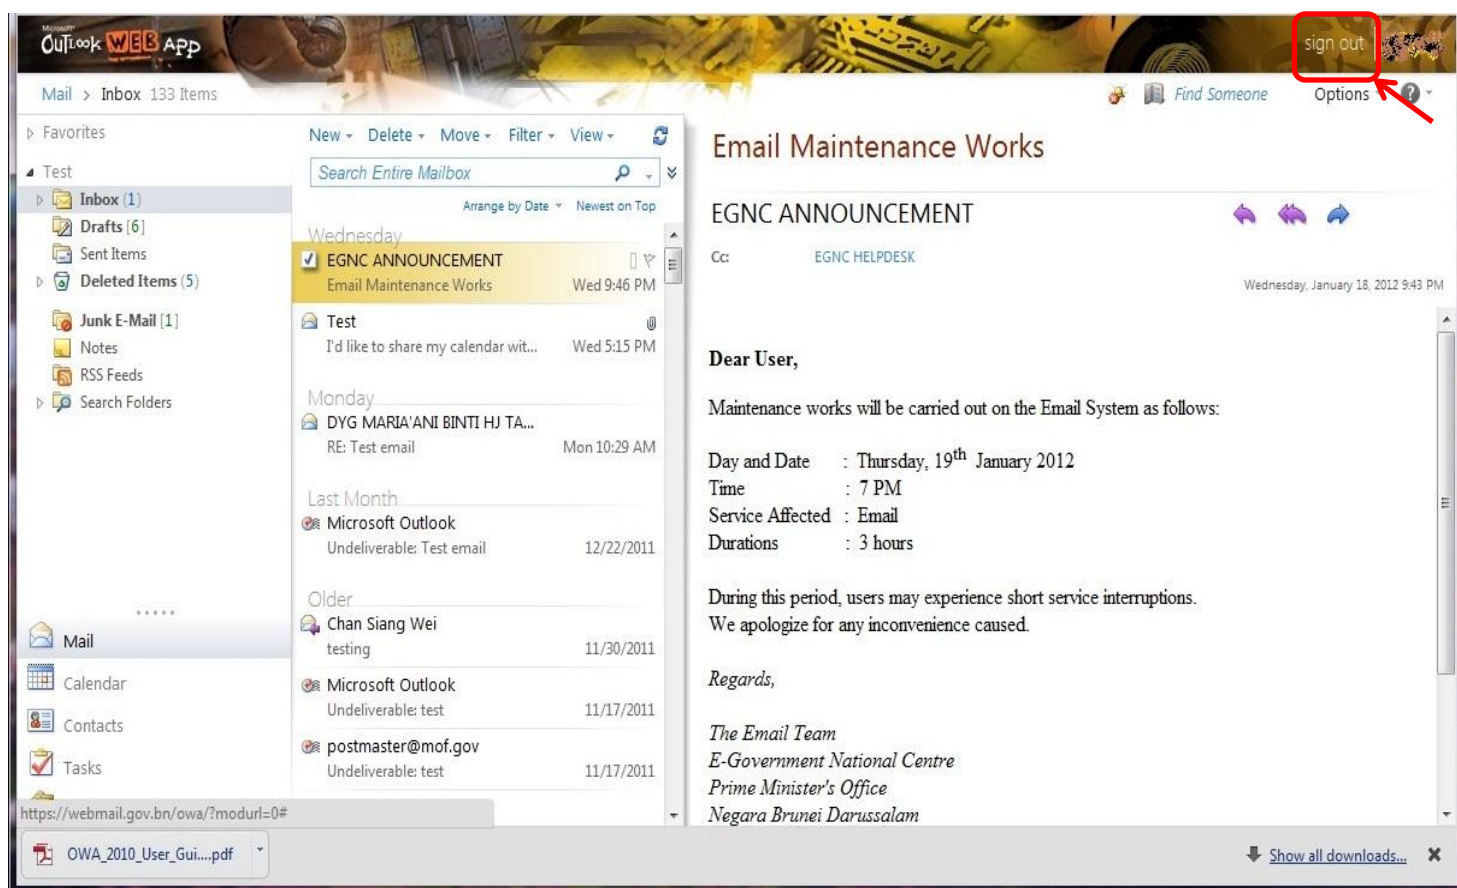 Microsoft
Outlook WEB App
sign out
Mail > Inbox 133 Items
Find Someone
Options
Favorites
Test
Inbox (1)
Drafts [6]
Sent Items
Deleted Items (5)
Junk E-Mail [1]
Notes
RSS Feeds
Search Folders
Mail
Calendar
Contacts
Tasks
https://webmail.gov.bn/owa/?modurl=0#
New Delete Move Filter View
Search Entire Mailbox
Arrange by Date Newest on Top
Wednesday
EGNC ANNOUNCEMENT
Email Maintenance Works Wed 9:46 PM
Test
I'd like to share my calendar wit... Wed 5:15 PM
Monday
DYG MARIA'ANI BINTI HJ TA...
RE: Test email Mon 10:29 AM
Last Month
Microsoft Outlook
Undeliverable: Test email 12/22/2011
Older
Chan Siang Wei
testing 11/30/2011
Microsoft Outlook
Undeliverable: test 11/17/2011
postmaster@mof.gov
Undeliverable: test 11/17/2011
Email Maintenance Works
EGNC ANNOUNCEMENT
Cc: EGNC HELPDESK
Wednesday, January 18, 2012 9:43 PM
Dear User,
Maintenance works will be carried out on the Email System as follows:
Day and Date : Thursday, 19th January 2012
Time : 7 PM
Service Affected : Email
Durations : 3 hours
During this period, users may experience short service interruptions.
We apologize for any inconvenience caused.
Regards,
The Email Team
E-Government National Centre
Prime Minister's Office
Negara Brunei Darussalam
OWA_2010_User_Gui....pdf
Show all downloads...